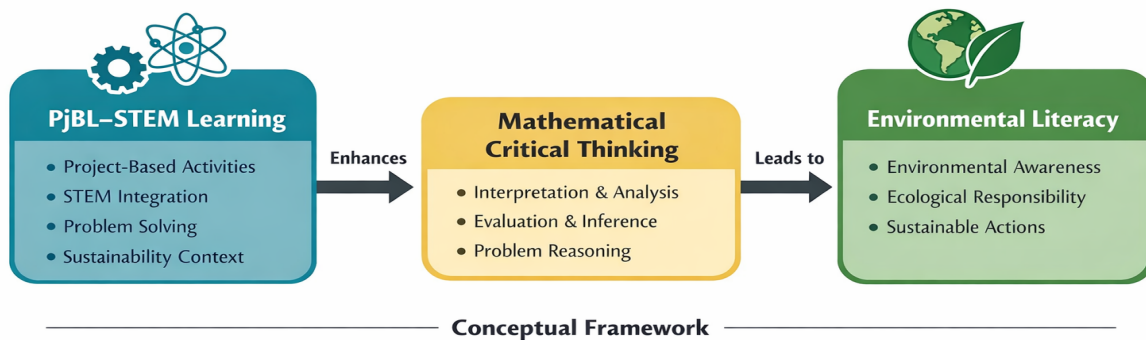 PjBL–STEM Learning
• Project-Based Activities
• STEM Integration
• Problem Solving
• Sustainability Context
Enhances
Mathematical
Critical Thinking
• Interpretation & Analysis
• Evaluation & Inference
• Problem Reasoning
Leads to
Environmental Literacy
• Environmental Awareness
• Ecological Responsibility
• Sustainable Actions
Conceptual Framework